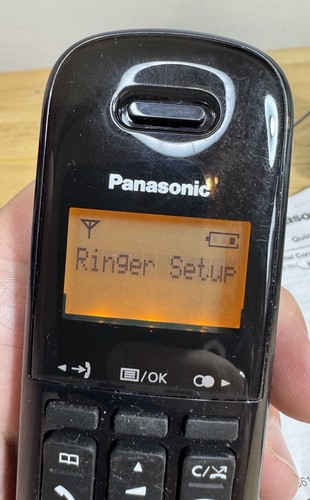 Panasonic
Ringer Setup
/OK
C/